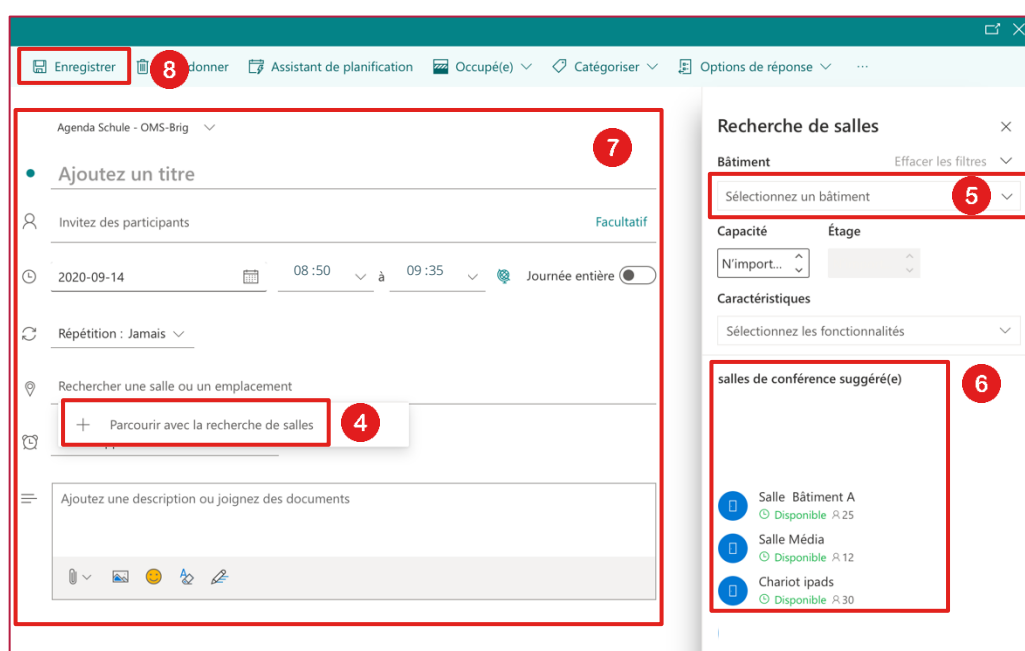 Enregistrer 8 donner Assistant de planification Occupé(e) Catégoriser Options de réponse ...
Agenda Schule - OMS-Brig
7
Ajoutez un titre
Invitez des participants Facultatif
2020-09-14 08:50 à 09:35 Journée entière
Répétition : Jamais
Rechercher une salle ou un emplacement
+ Parcourir avec la recherche de salles 4
Ajoutez une description ou joignez des documents
Recherche de salles
Bâtiment Effacer les filtres
Sélectionnez un bâtiment 5
Capacité Étage
N'import...
Caractéristiques
Sélectionnez les fonctionnalités
salles de conférence suggéré(e) 6
Salle Bâtiment A
Disponible 25
Salle Média
Disponible 12
Chariot ipads
Disponible 30